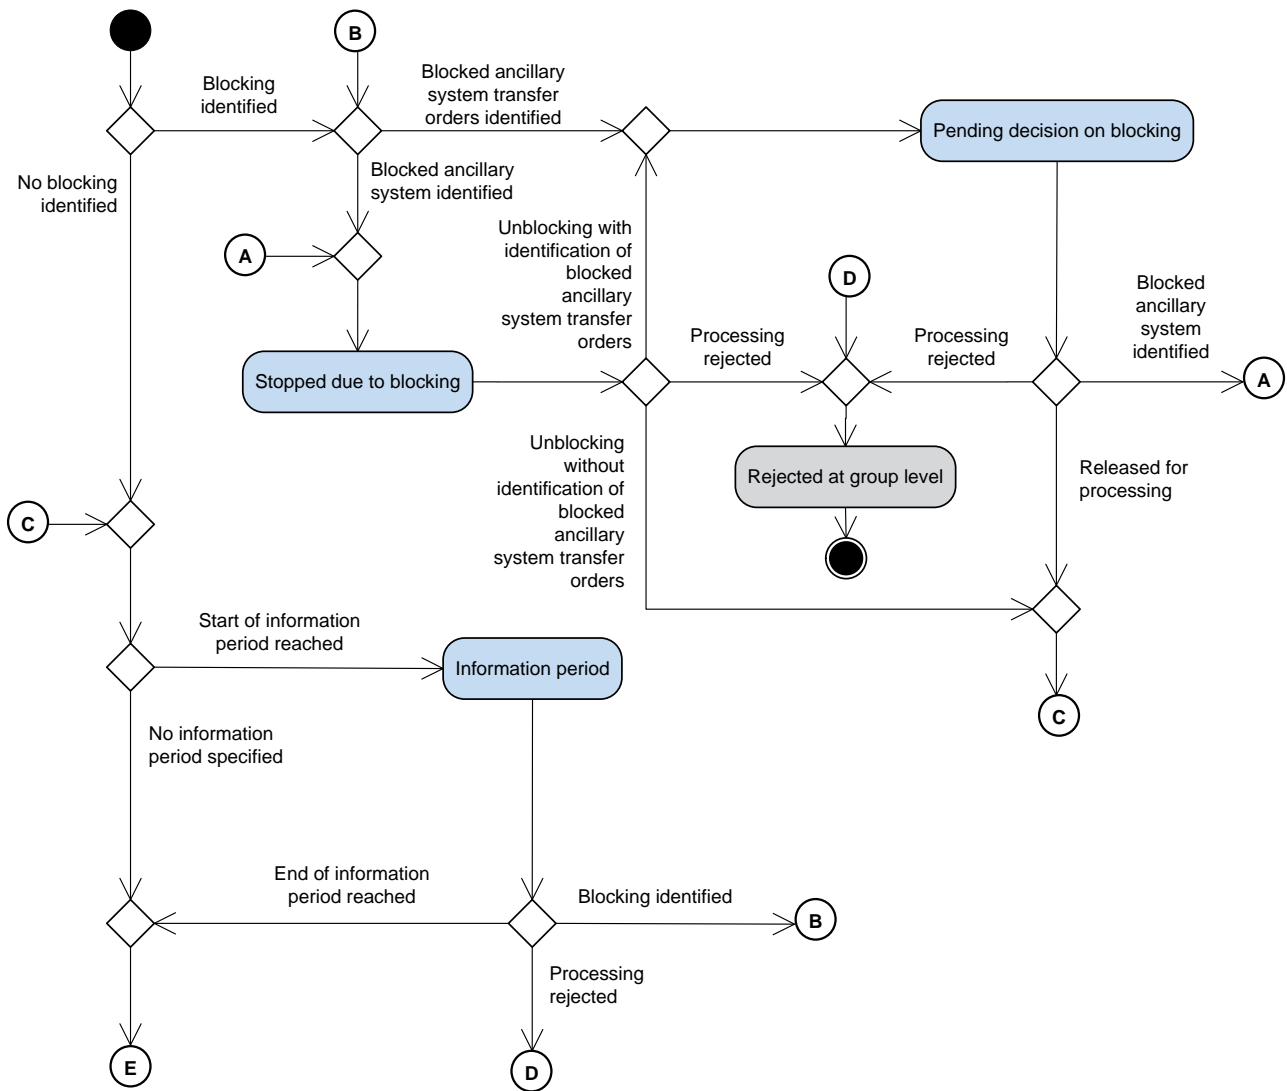 B
Blocking
identified
Blocked ancillary
system transfer
orders identified
Pending decision on blocking
No blocking
identified
Blocked ancillary
system identified
A
Unblocking with
identification of
blocked
ancillary
system transfer
orders
D
Blocked
ancillary
system
identified
Processing
rejected
Processing
rejected
Stopped due to blocking
A
Unblocking
without
identification of
blocked
ancillary
system transfer
orders
Rejected at group level
Released for
processing
C
Start of information
period reached
Information period
C
No information
period specified
End of information
period reached
Blocking identified
B
Processing
rejected
E
D